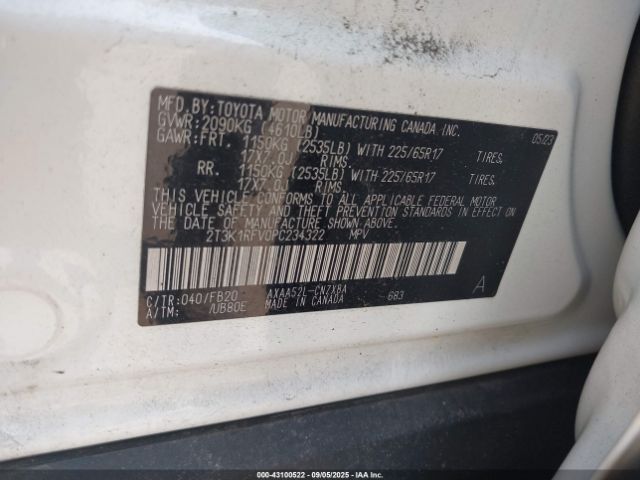 MFD. BY: TOYOTA MOTOR MANUFACTURING CANADA INC.
GVWR: 2090KG (4610LB) 05/23
GAWR: FRT. 1150KG (2535LB) WITH 225/65R17 TIRES,
17X7.0J RIMS,
RR. 1150KG (2535LB) WITH 225/65R17 TIRES,
17X7.0J RIMS.
THIS VEHICLE CONFORMS TO ALL APPLICABLE FEDERAL MOTOR
VEHICLE SAFETY AND THEFT PREVENTION STANDARDS IN EFFECT ON
THE DATE OF MANUFACTURE SHOWN ABOVE.
MPV
A
C/TR: 040/FB20 AXAA52L-CNZXBA 683
A/TM: /UB80E MADE IN CANADA
000-43100522 - 09/05/2025 - IAA Inc.